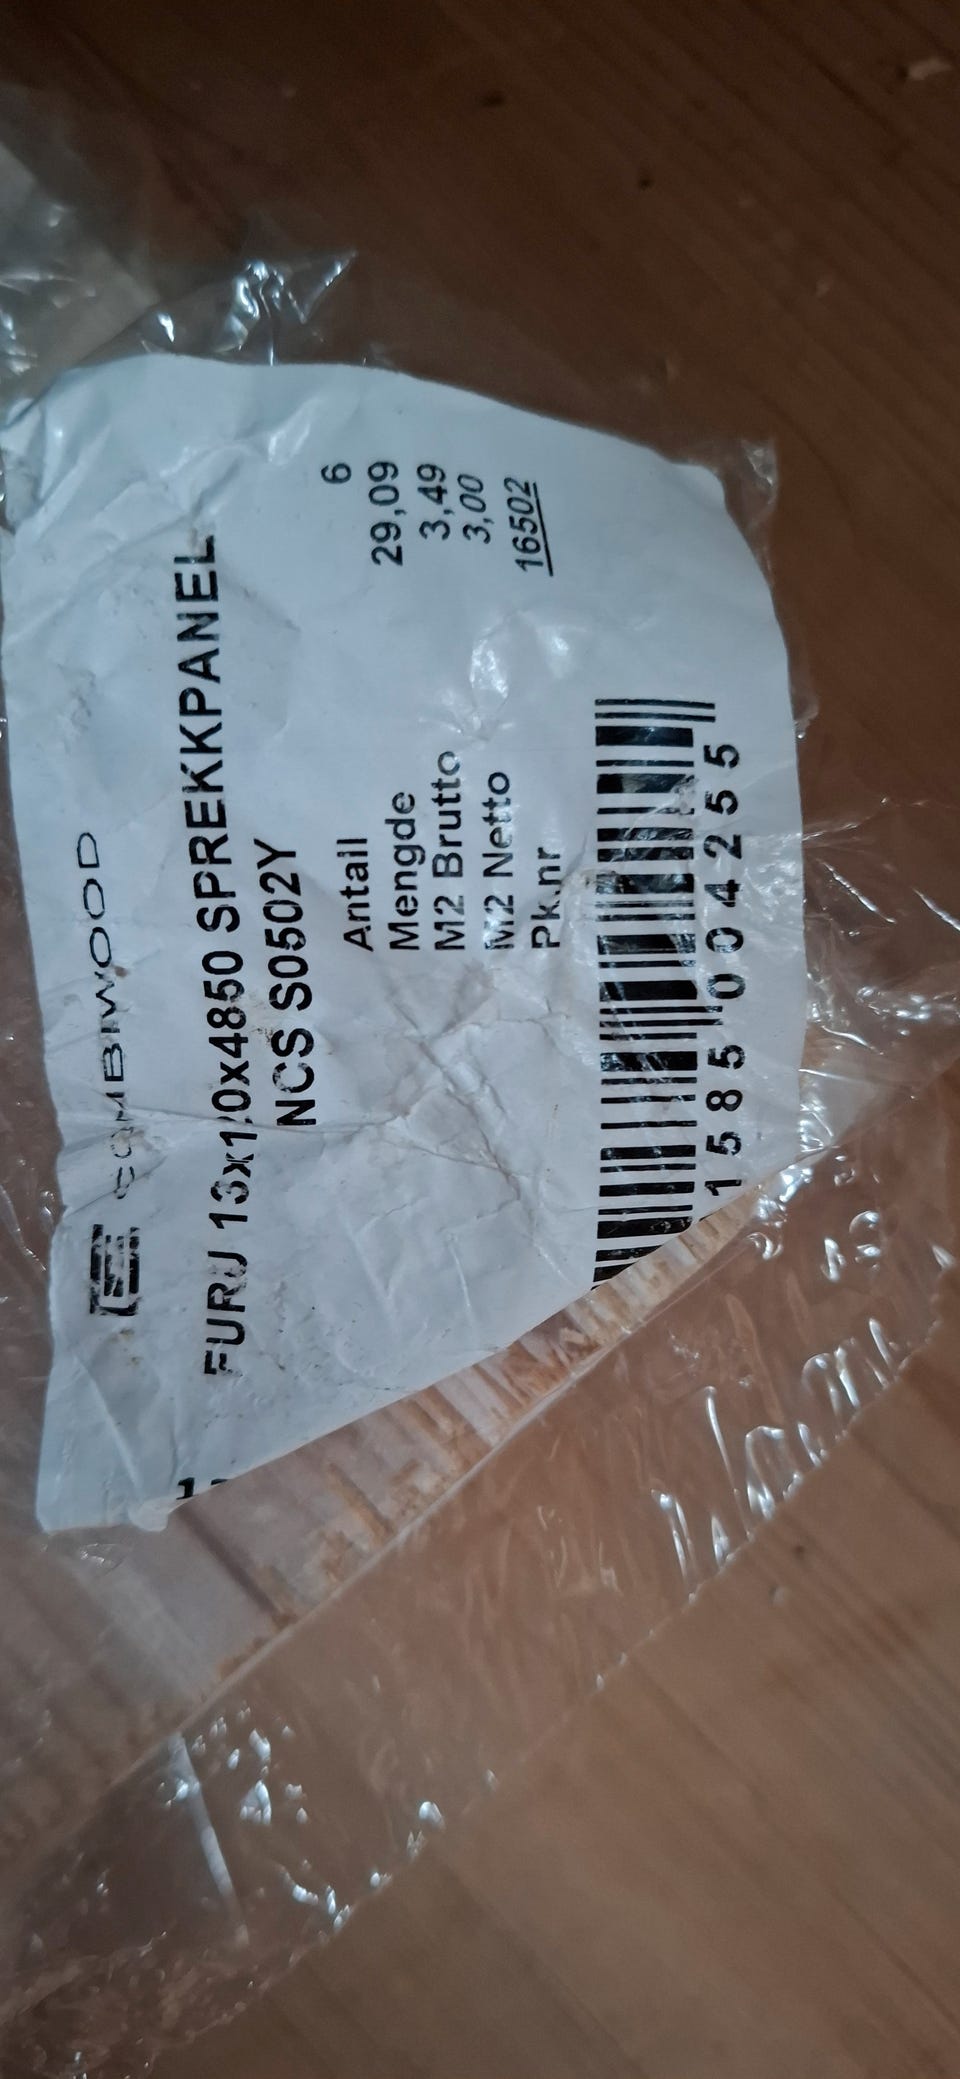 COMBIWOOD
FURU 13x120x4850 SPREKKPANEL
NCS S0502Y
Antall 6
Mengde 29,09
M2 Brutto 3,49
M2 Netto 3,00
Pk.nr 16502
1585004255